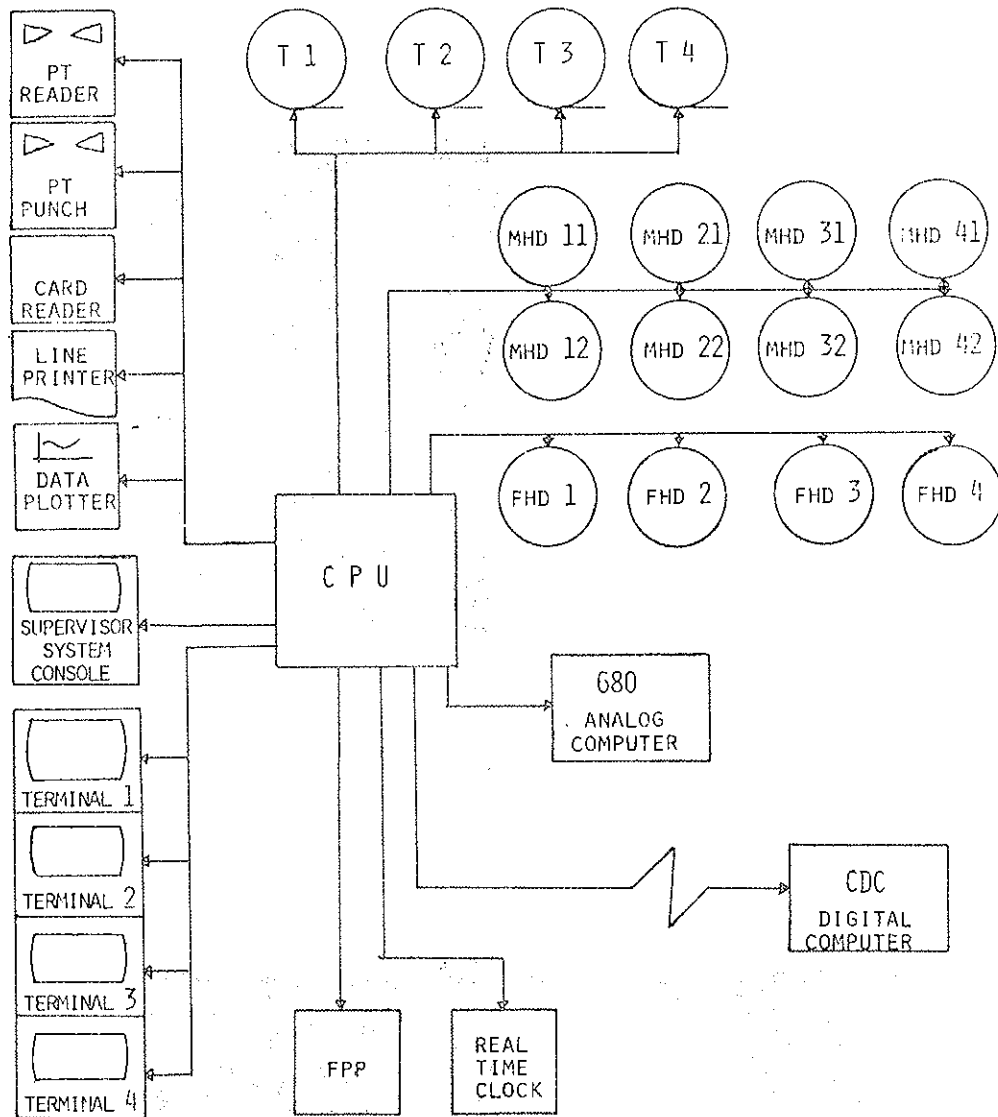 PT
READER
PT
PUNCH
CARD
READER
LINE
PRINTER
DATA
PLOTTER
SUPERVISOR
SYSTEM
CONSOLE
TERMINAL 1
TERMINAL 2
TERMINAL 3
TERMINAL 4
T 1
T 2
T 3
T 4
MHD 11
MHD 21
MHD 31
MHD 41
MHD 12
MHD 22
MHD 32
MHD 42
FHD 1
FHD 2
FHD 3
FHD 4
C P U
680
ANALOG
COMPUTER
CDC
DIGITAL
COMPUTER
FPP
REAL
TIME
CLOCK